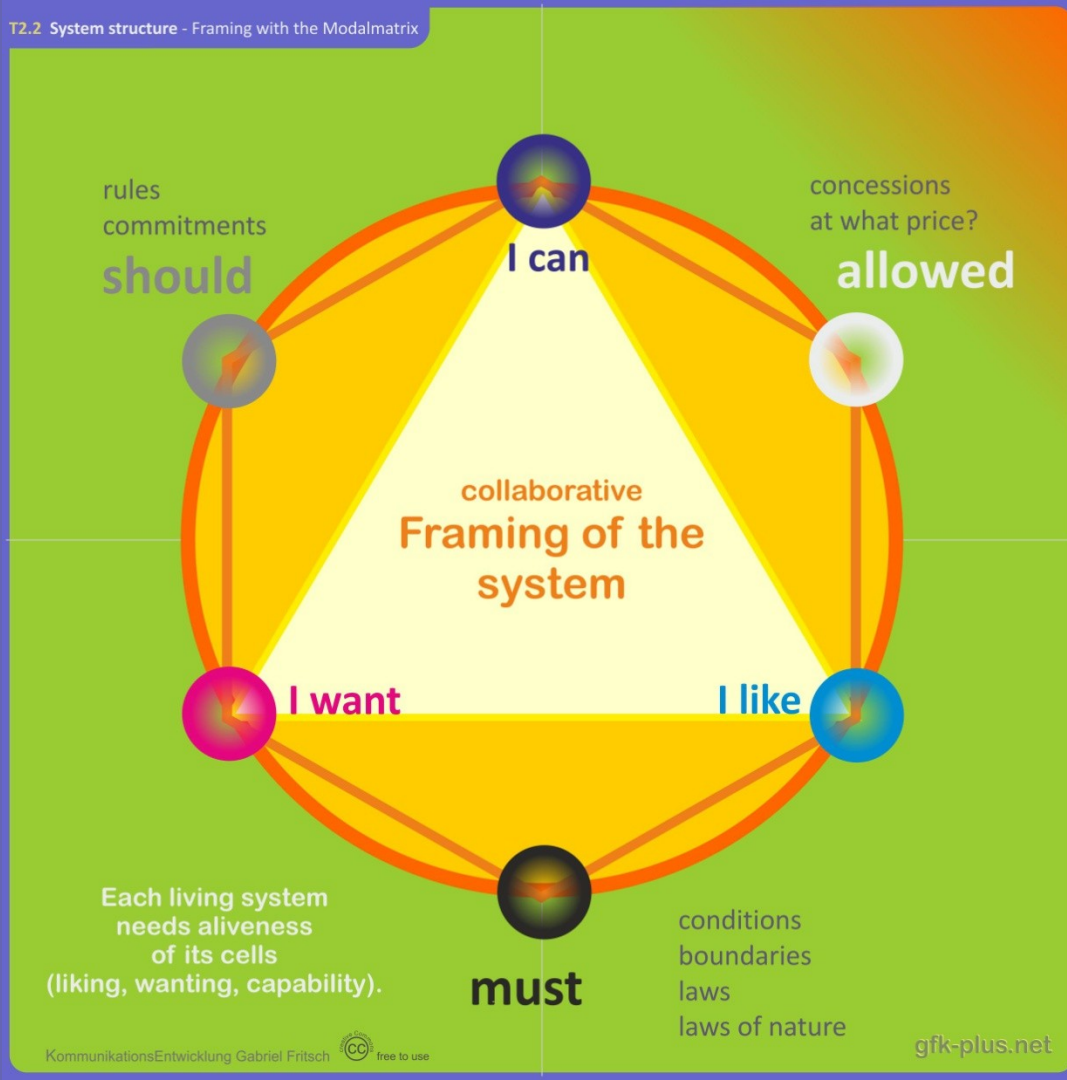 T2.2 System structure - Framing with the Modalmatrix
rules
commitments
should
concessions
at what price?
allowed
I can
collaborative
Framing of the
system
I want
I like
must
Each living system
needs aliveness
of its cells
(liking, wanting, capability).
conditions
boundaries
laws
laws of nature
KommunikationsEntwicklung Gabriel Fritsch
cc
free to use
gfk-plus.net